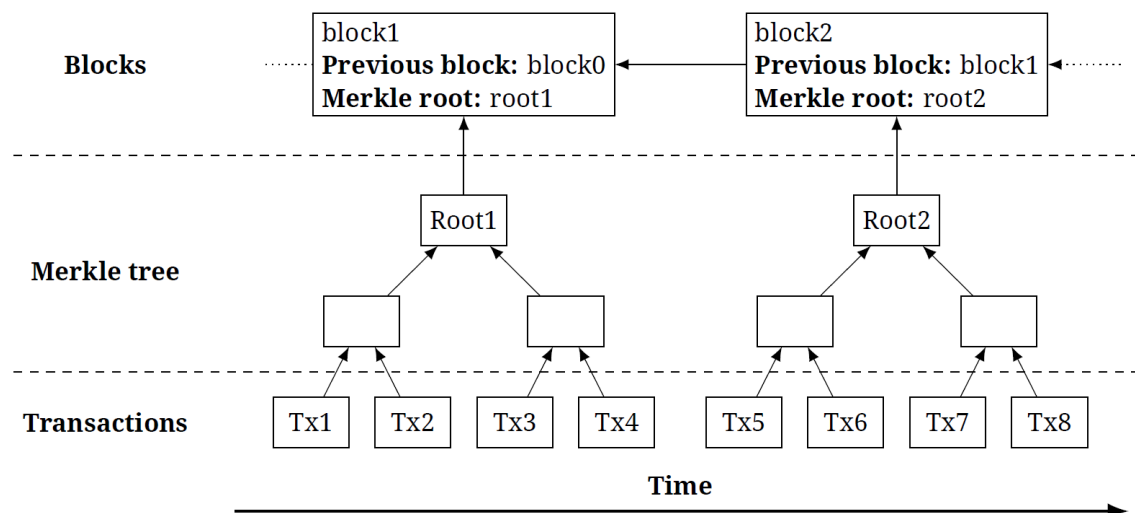 Blocks
block1
Previous block: block0
Merkle root: root1
block2
Previous block: block1
Merkle root: root2
Merkle tree
Root1
Root2
Transactions
Tx1
Tx2
Tx3
Tx4
Tx5
Tx6
Tx7
Tx8
Time